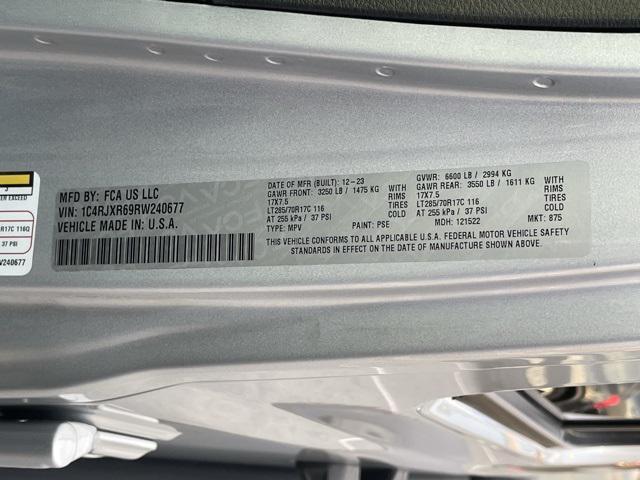 3
EXCEED
R17C 116Q
37 PSI
W240677
MFD BY: FCA US LLC
VIN: 1C4RJXR69RW240677
VEHICLE MADE IN: U.S.A.
DATE OF MFR (BUILT): 12-23
GAWR FRONT: 3250 LB / 1475 KG WITH
17X7.5 RIMS
LT285/70R17C 116 TIRES
AT 255 kPa / 37 PSI COLD
TYPE: MPV PAINT: PSE
GVWR: 6600 LB / 2994 KG
GAWR REAR: 3550 LB / 1611 KG WITH
17X7.5 RIMS
LT285/70R17C 116 TIRES
AT 255 kPa / 37 PSI COLD
MDH: 121522 MKT: 875
THIS VEHICLE CONFORMS TO ALL APPLICABLE U.S.A. FEDERAL MOTOR VEHICLE SAFETY
STANDARDS IN EFFECT ON THE DATE OF MANUFACTURE SHOWN ABOVE.